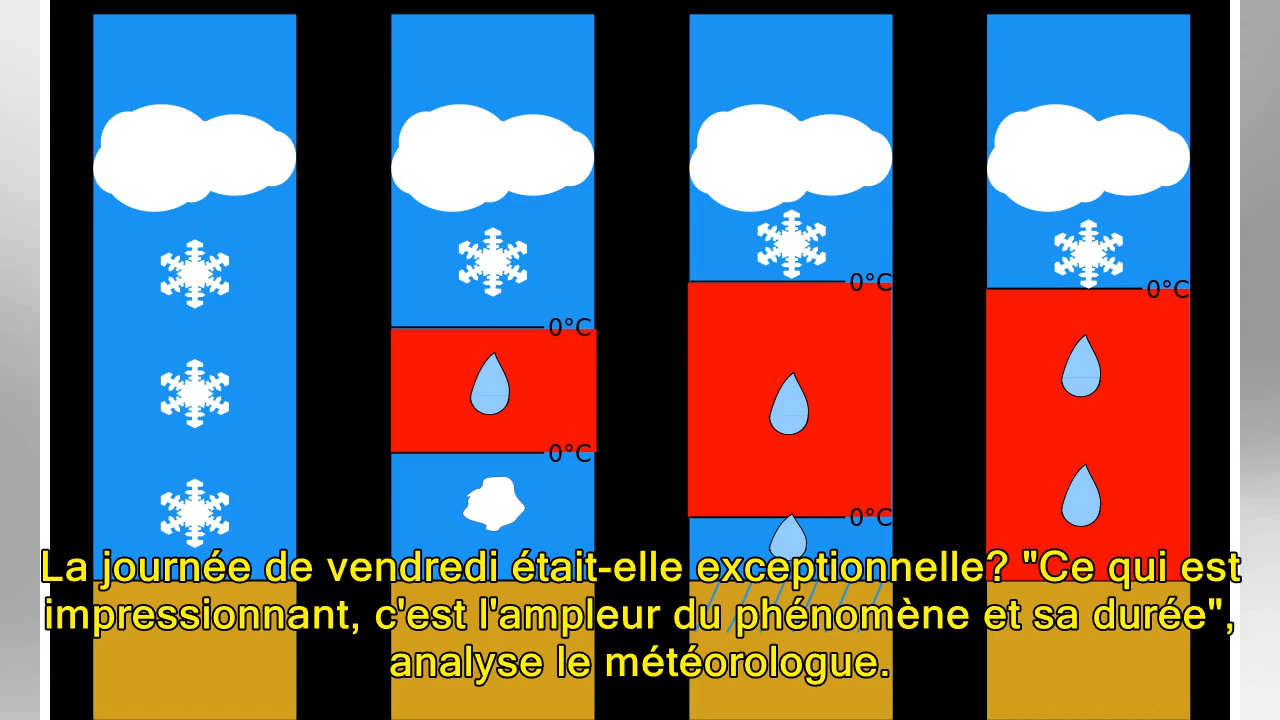 0°C
0°C
0°C
0°C
0°C
La journée de vendredi était-elle exceptionnelle? "Ce qui est
impressionnant, c'est l'ampleur du phénomène et sa durée",
analyse le météorologue.